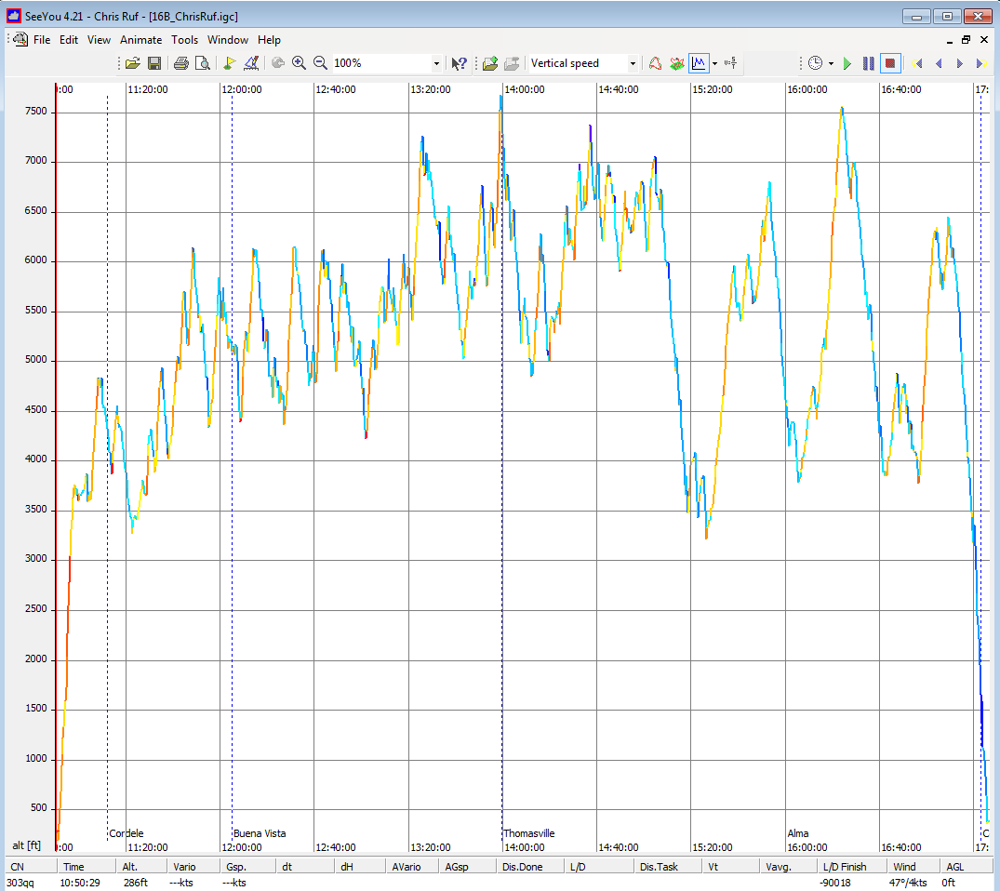 SeeYou 4.21 - Chris Ruf - [16B_ChrisRuf.igc]
File Edit View Animate Tools Window Help
100% Vertical speed
:00 11:20:00 12:00:00 12:40:00 13:20:00 14:00:00 14:40:00 15:20:00 16:00:00 16:40:00 17:
7500
7000
6500
6000
5500
5000
4500
4000
3500
3000
2500
2000
1500
1000
500
Cordele Buena Vista Thomasville Alma C
alt [ft] :00 11:20:00 12:00:00 12:40:00 13:20:00 14:00:00 14:40:00 15:20:00 16:00:00 16:40:00 17:
CN Time Alt. Vario Gsp. dt dH AVario AGsp Dis.Done L/D Dis.Task Vt Vavg. L/D Finish Wind AGL
303qq 10:50:29 286ft ---kts ---kts -90018 47°/4kts 0ft